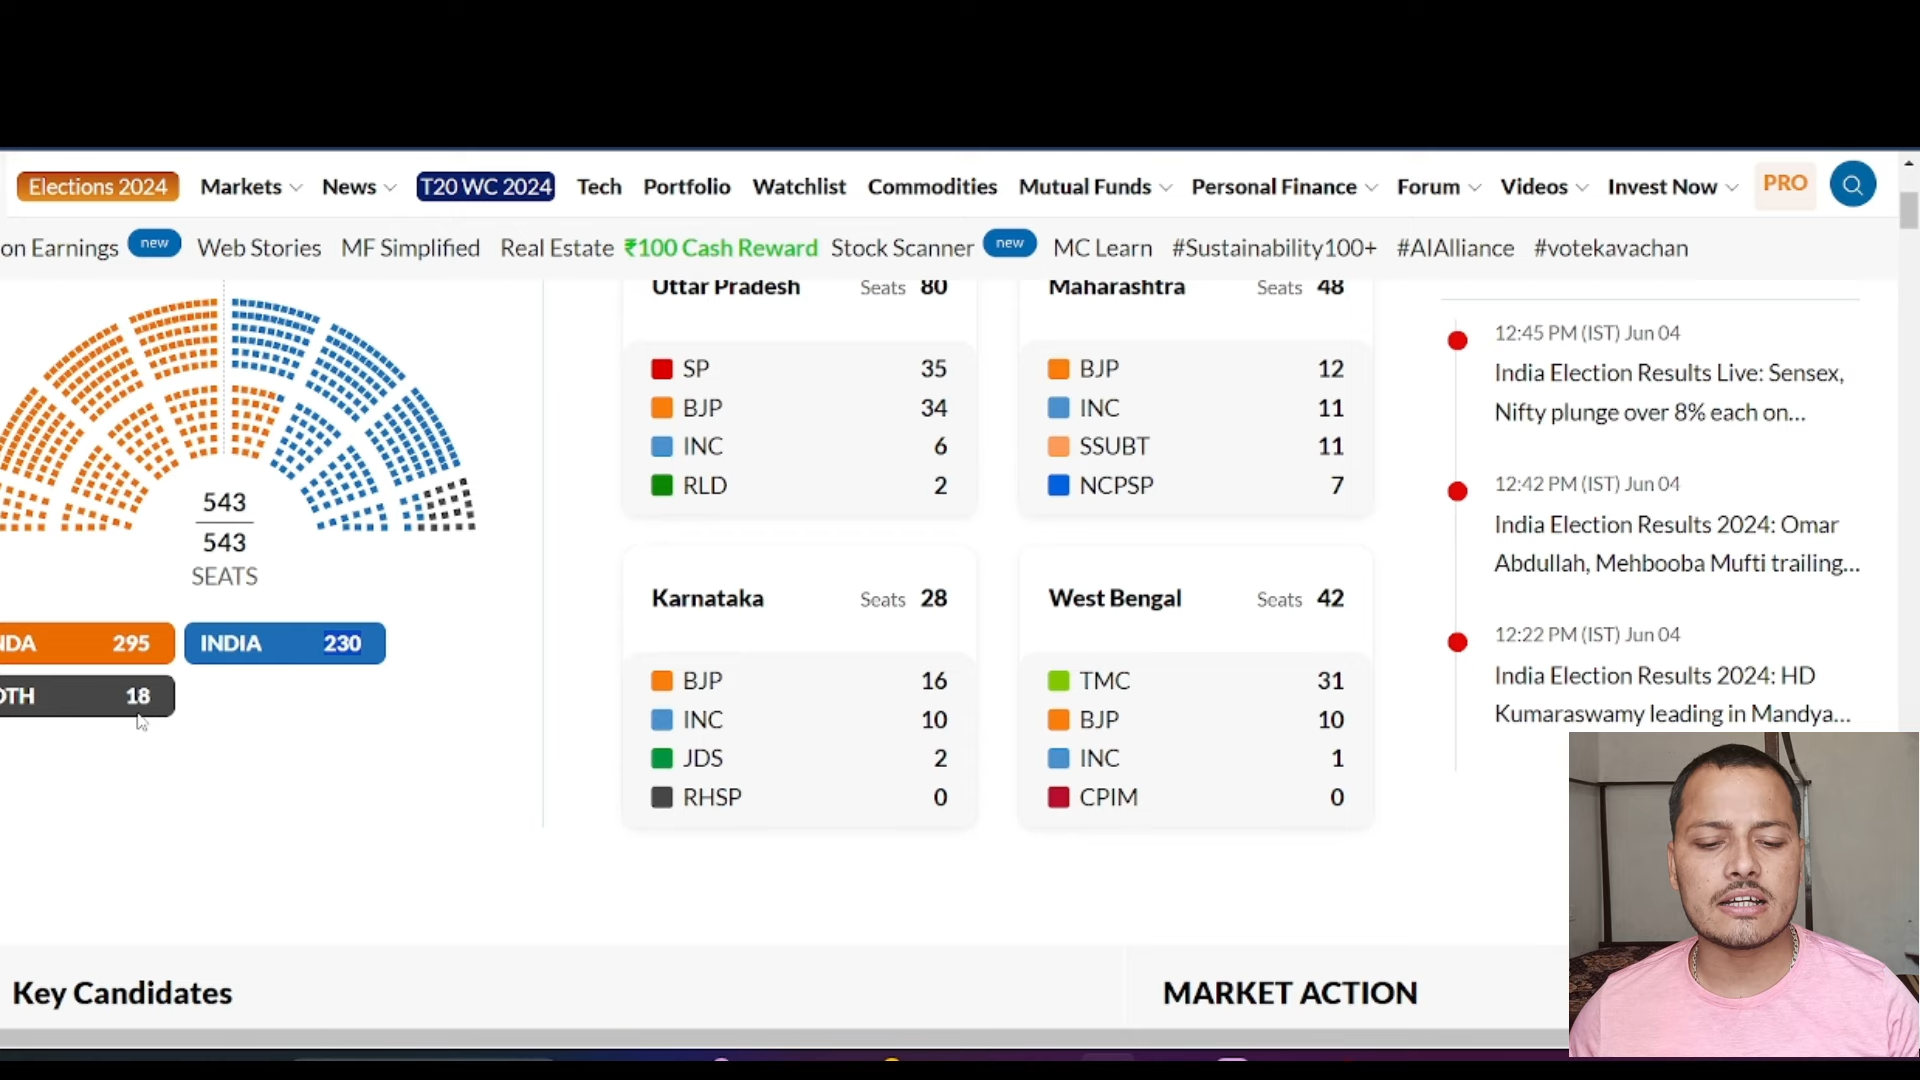 Elections 2024 Markets News T20 WC 2024 Tech Portfolio Watchlist Commodities Mutual Funds Personal Finance Forum Videos Invest Now PRO
on Earnings new Web Stories MF Simplified Real Estate ₹100 Cash Reward Stock Scanner new MC Learn #Sustainability100+ #AIAlliance #votekavachan
543
543
SEATS
NDA 295 INDIA 230
OTH 18
Uttar Pradesh Seats 80
SP 35
BJP 34
INC 6
RLD 2
Maharashtra Seats 48
BJP 12
INC 11
SSUBT 11
NCPSP 7
Karnataka Seats 28
BJP 16
INC 10
JDS 2
RHSP 0
West Bengal Seats 42
TMC 31
BJP 10
INC 1
CPIM 0
12:45 PM (IST) Jun 04
India Election Results Live: Sensex,
Nifty plunge over 8% each on...
12:42 PM (IST) Jun 04
India Election Results 2024: Omar
Abdullah, Mehbooba Mufti trailing...
12:22 PM (IST) Jun 04
India Election Results 2024: HD
Kumaraswamy leading in Mandya...
Key Candidates
MARKET ACTION